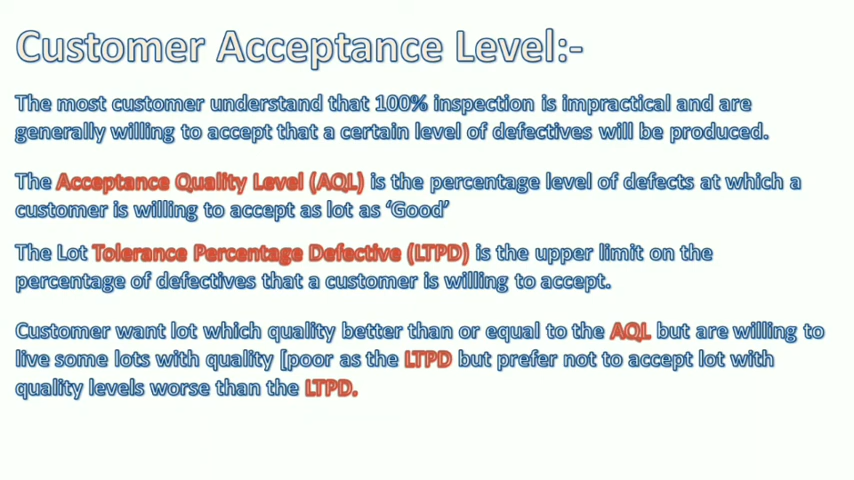 Customer Acceptance Level:-
The most customer understand that 100% inspection is impractical and are
generally willing to accept that a certain level of defectives will be produced.
The Acceptance Quality Level (AQL) is the percentage level of defects at which a
customer is willing to accept as lot as ‘Good’
The Lot Tolerance Percentage Defective (LTPD) is the upper limit on the
percentage of defectives that a customer is willing to accept.
Customer want lot which quality better than or equal to the AQL but are willing to
live some lots with quality [poor as the LTPD but prefer not to accept lot with
quality levels worse than the LTPD.